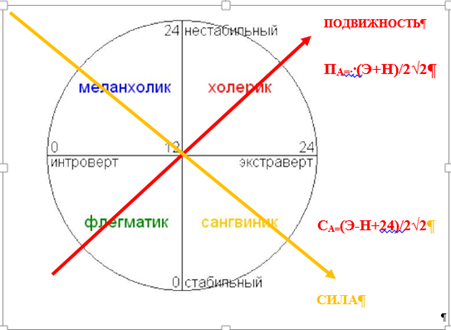 ПОДВИЖНОСТЬ¶
24 нестабильный
ПА=:(Э+Н)/2√2¶
меланхолик холерик
0 12 24
интроверт экстраверт
флегматик сангвиник
СА=(Э-Н+24)/2√2¶
0 стабильный
СИЛА¶
¶